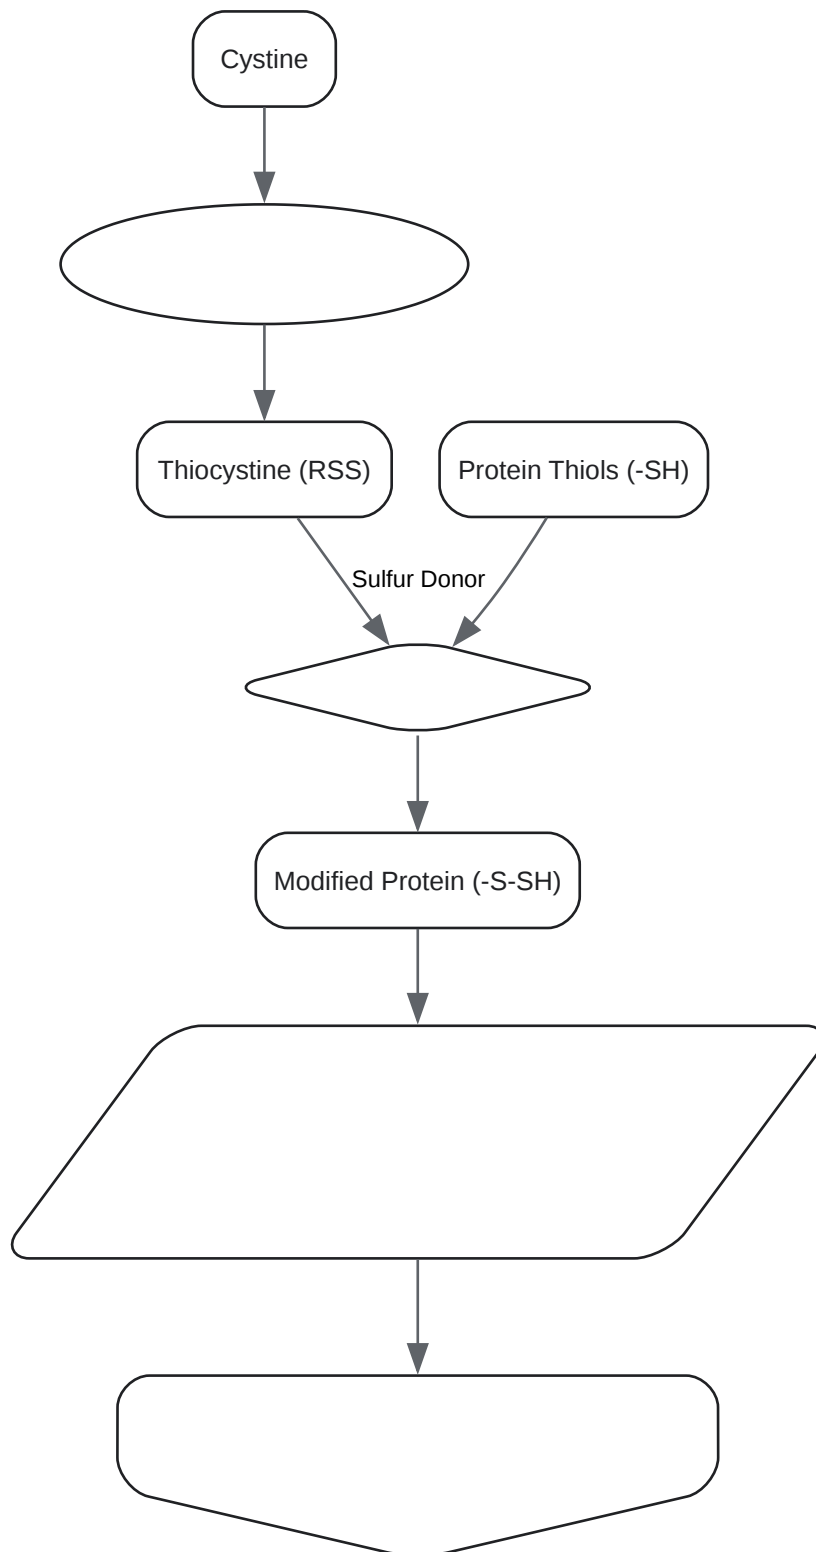 Cystine
Thiocystine (RSS)
Protein Thiols (-SH)
Sulfur Donor
Modified Protein (-S-SH)